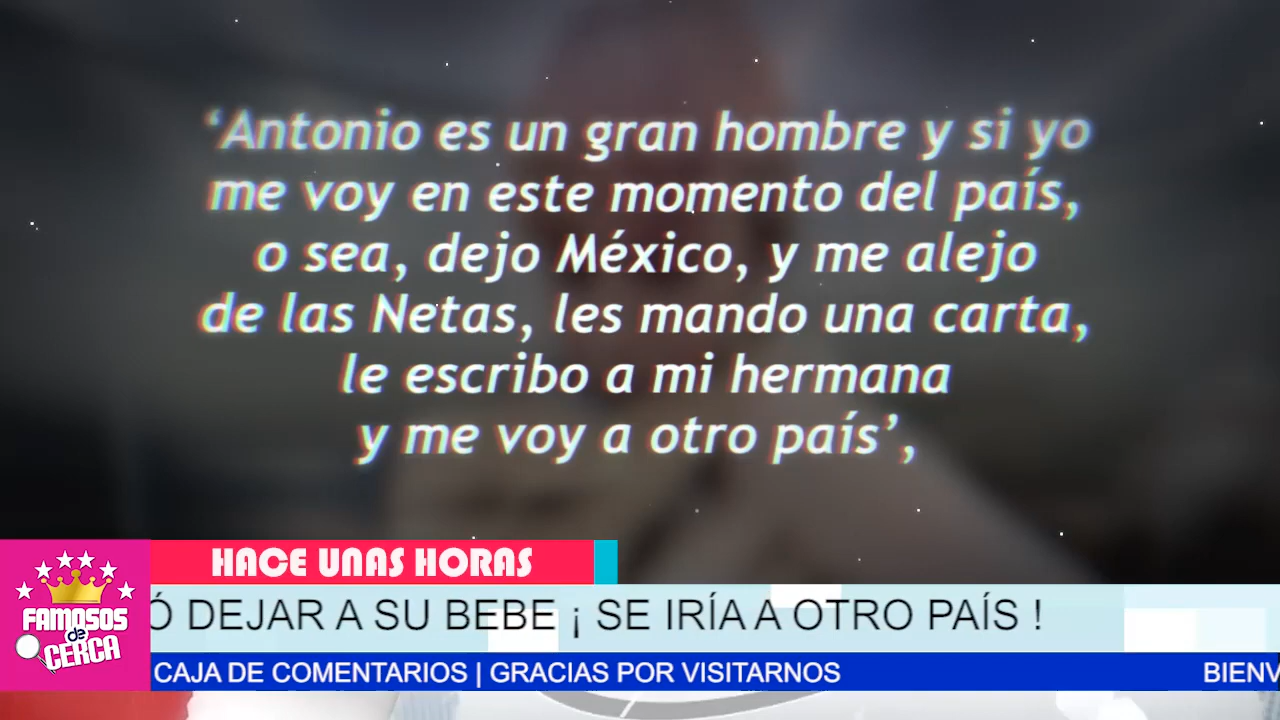 ‘Antonio es un gran hombre y si yo
me voy en este momento del país,
o sea, dejo México, y me alejo
de las Netas, les mando una carta,
le escribo a mi hermana
y me voy a otro país’,
HACE UNAS HORAS
Ó DEJAR A SU BEBE ¡ SE IRÍA A OTRO PAÍS !
FAMOSOS
de
CERCA
CAJA DE COMENTARIOS | GRACIAS POR VISITARNOS
BIENV